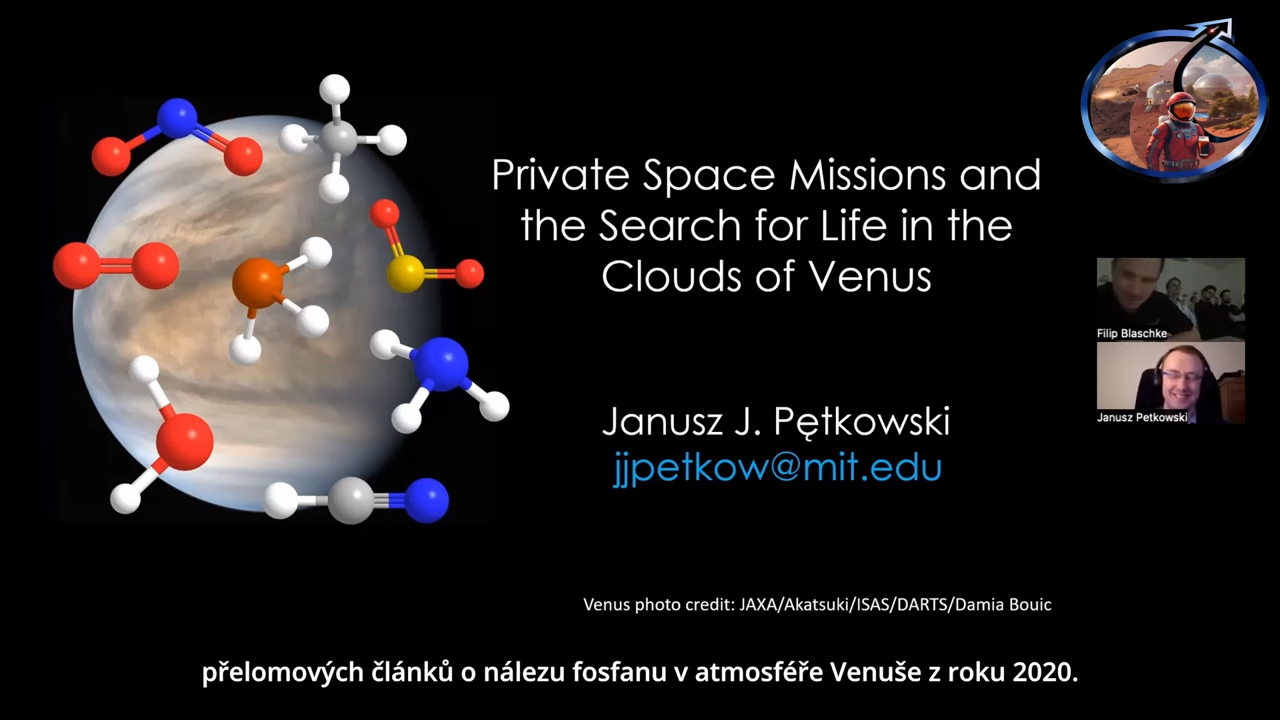 Private Space Missions and
the Search for Life in the
Clouds of Venus
Filip Blaschke
Janusz Petkowski
Janusz J. Pętkowski
jjpetkow@mit.edu
Venus photo credit: JAXA/Akatsuki/ISAS/DARTS/Damia Bouic
přelomových článků o nálezu fosfanu v atmosféře Venuše z roku 2020.